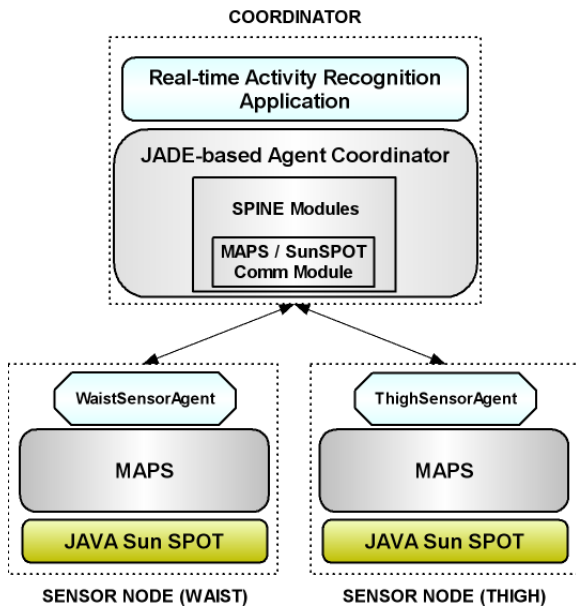 COORDINATOR
Real-time Activity Recognition
Application
JADE-based Agent Coordinator
SPINE Modules
MAPS / SunSPOT
Comm Module
WaistSensorAgent
MAPS
JAVA Sun SPOT
SENSOR NODE (WAIST)
ThighSensorAgent
MAPS
JAVA Sun SPOT
SENSOR NODE (THIGH)